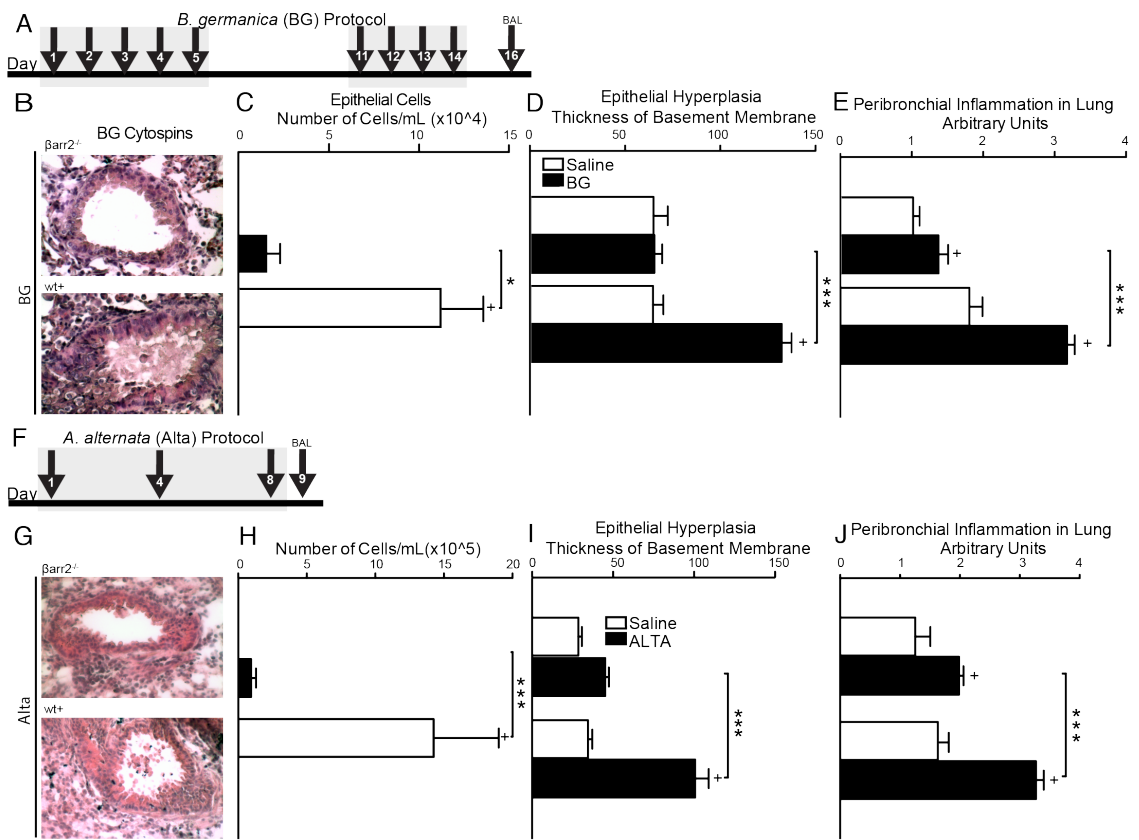 A
B. germanica (BG) Protocol
BAL
Day
1 2 3 4 5 11 12 13 14 16
B
BG Cytospins
βarr2-/-
wt+
BG
C
Epithelial Cells
Number of Cells/mL (x10^4)
0 5 10 15
+
*
D
Epithelial Hyperplasia
Thickness of Basement Membrane
0 50 100 150
Saline
BG
+
***
E
Peribronchial Inflammation in Lung
Arbitrary Units
0 1 2 3 4
+
+
***
F
A. alternata (Alta) Protocol
BAL
Day
1 4 8 9
G
βarr2-/-
wt+
Alta
H
Number of Cells/mL(x10^5)
0 5 10 15 20
+
***
I
Epithelial Hyperplasia
Thickness of Basement Membrane
0 50 100 150
Saline
ALTA
+
***
J
Peribronchial Inflammation in Lung
Arbitrary Units
0 1 2 3 4
+
+
***